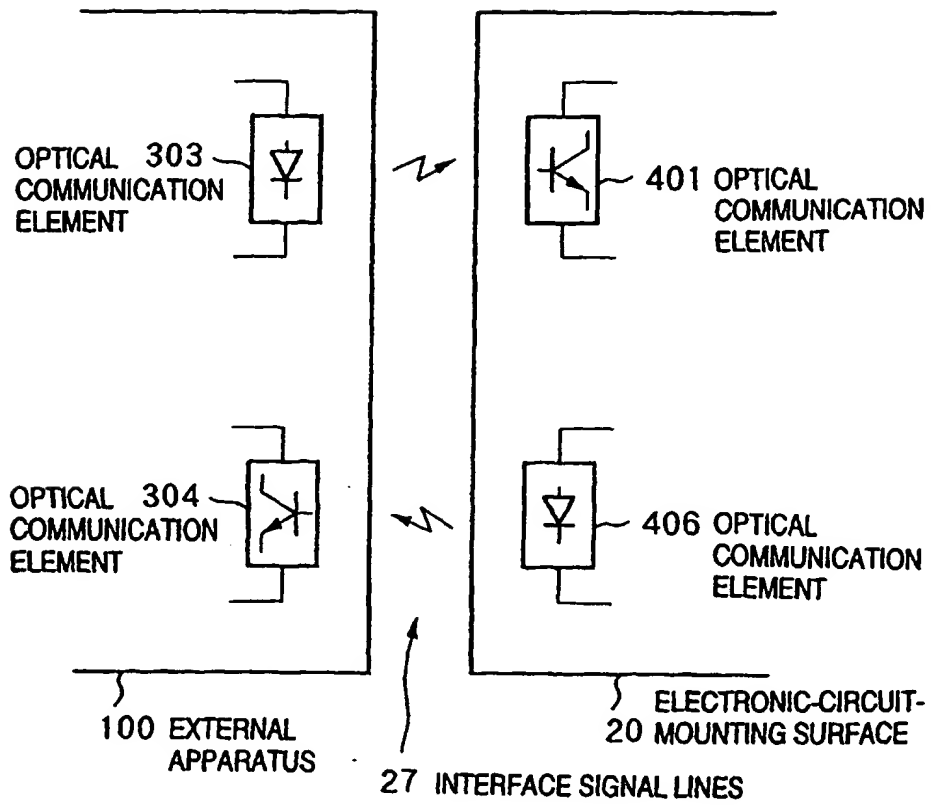 OPTICAL 303
COMMUNICATION
ELEMENT
401 OPTICAL
COMMUNICATION
ELEMENT
OPTICAL 304
COMMUNICATION
ELEMENT
406 OPTICAL
COMMUNICATION
ELEMENT
100 EXTERNAL
APPARATUS
ELECTRONIC-CIRCUIT-
20 MOUNTING SURFACE
27 INTERFACE SIGNAL LINES